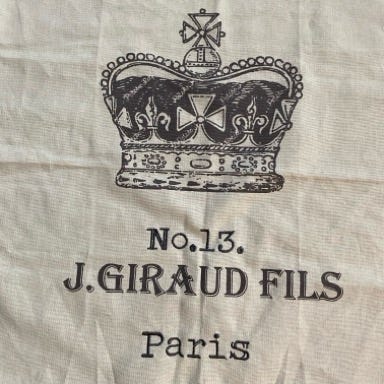 No.13.
J.GIRAUD FILS
Paris